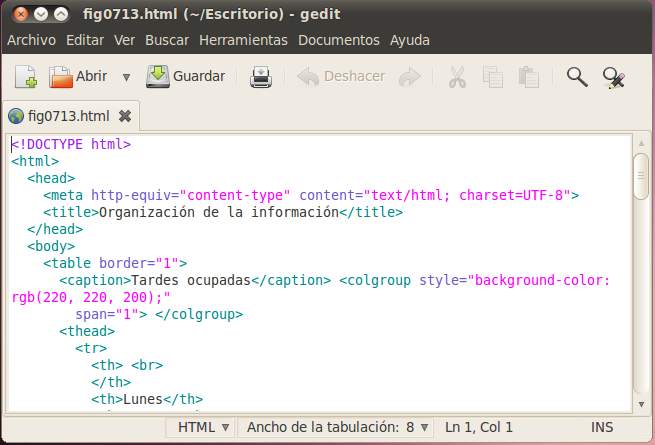 fig0713.html (~/Escritorio) - gedit
Archivo Editar Ver Buscar Herramientas Documentos Ayuda
Abrir Guardar Deshacer
fig0713.html
<!DOCTYPE html>
<html>
<head>
<meta http-equiv="content-type" content="text/html; charset=UTF-8">
<title>Organización de la información</title>
</head>
<body>
<table border="1">
<caption>Tardes ocupadas</caption> <colgroup style="background-color:
rgb(220, 220, 200);"
span="1"> </colgroup>
<thead>
<tr>
<th> <br>
</th>
<th>Lunes</th>
HTML Ancho de la tabulación: 8 Ln 1, Col 1 INS